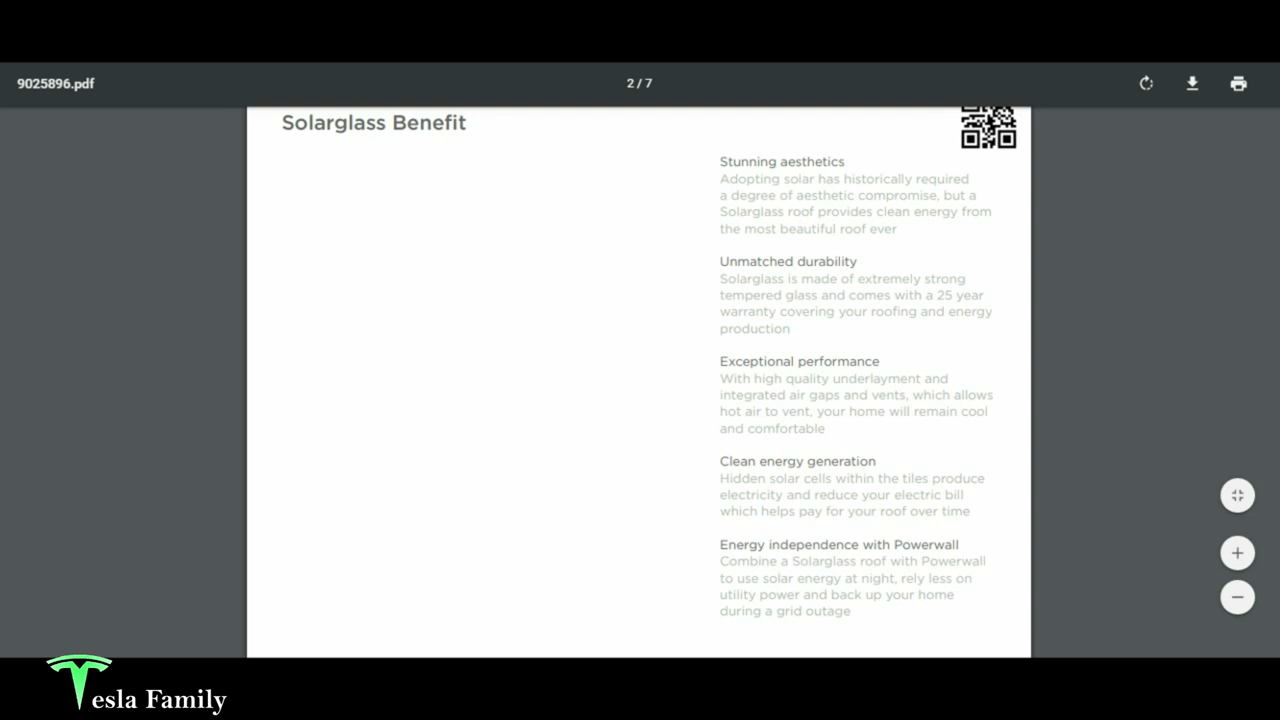 9025896.pdf
2 / 7
Solarglass Benefit
Stunning aesthetics
Adopting solar has historically required
a degree of aesthetic compromise, but a
Solarglass roof provides clean energy from
the most beautiful roof ever
Unmatched durability
Solarglass is made of extremely strong
tempered glass and comes with a 25 year
warranty covering your roofing and energy
production
Exceptional performance
With high quality underlayment and
integrated air gaps and vents, which allows
hot air to vent, your home will remain cool
and comfortable
Clean energy generation
Hidden solar cells within the tiles produce
electricity and reduce your electric bill
which helps pay for your roof over time
Energy independence with Powerwall
Combine a Solarglass roof with Powerwall
to use solar energy at night, rely less on
utility power and back up your home
during a grid outage
Tesla Family